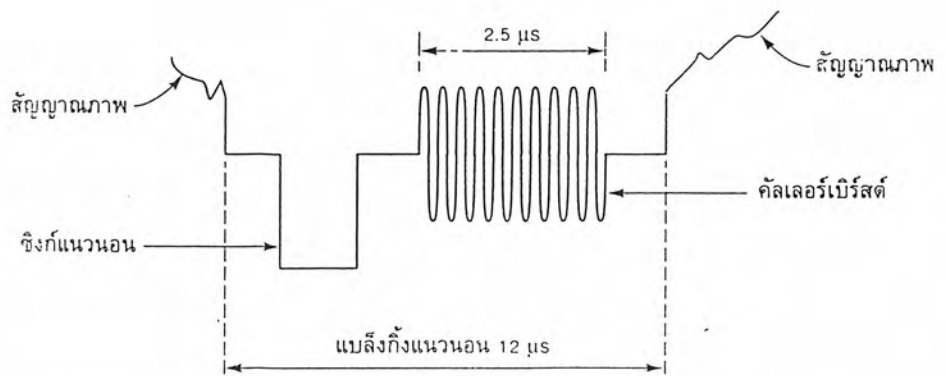 2.5 µs
สัญญาณภาพ
สัญญาณภาพ
คัลเลอร์เบิร์สต์
ซิงก์แนวนอน
แบล็งกิ้งแนวนอน 12 µs